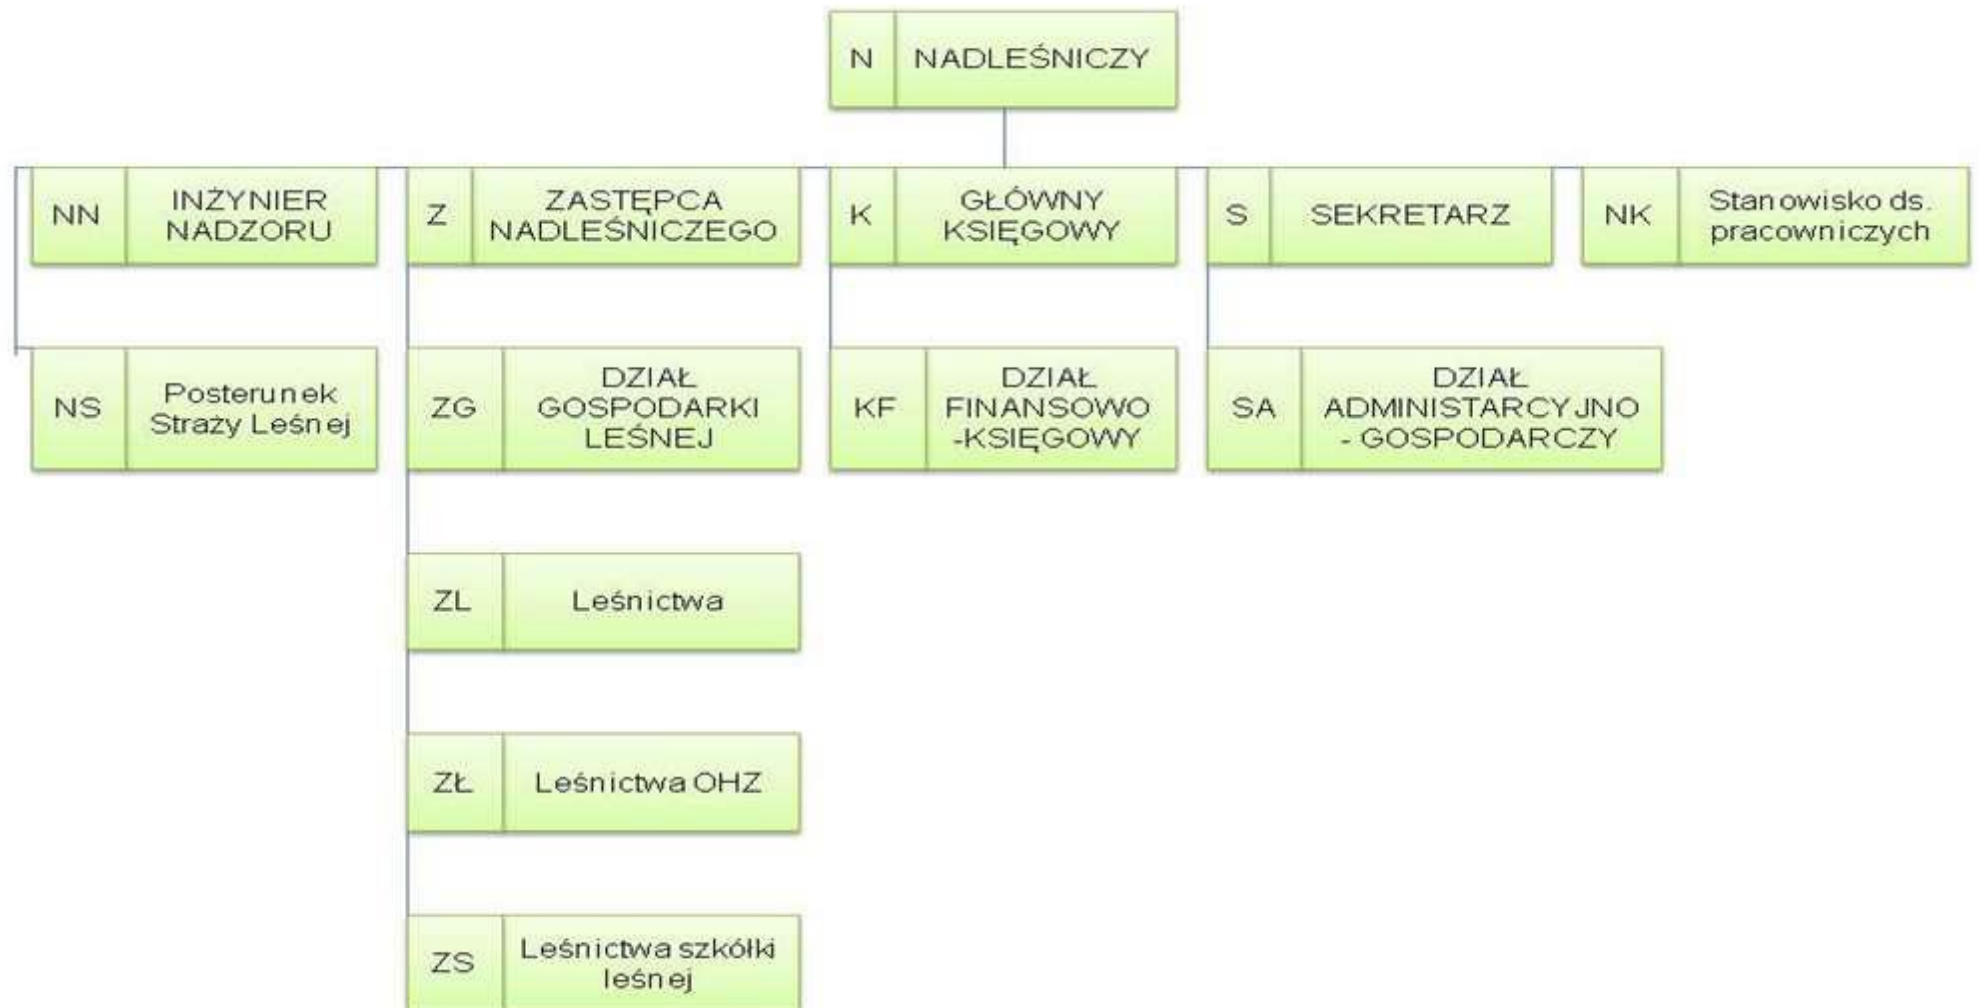 N NADLEŚNICZY
NN INŻYNIER
NADZORU
Z ZASTĘPCA
NADLEŚNICZEGO
K GŁÓWNY
KSIĘGOWY
S SEKRETARZ
NK Stanowisko ds.
pracowniczych
NS Posterunek
Straży Leśnej
ZG DZIAŁ
GOSPODARKI
LEŚNEJ
KF DZIAŁ
FINANSOWO
-KSIĘGOWY
SA DZIAŁ
ADMINISTARCYJNO
- GOSPODARCZY
ZL Leśnictwa
ZŁ Leśnictwa OHZ
ZS Leśnictwa szkółki
leśnej